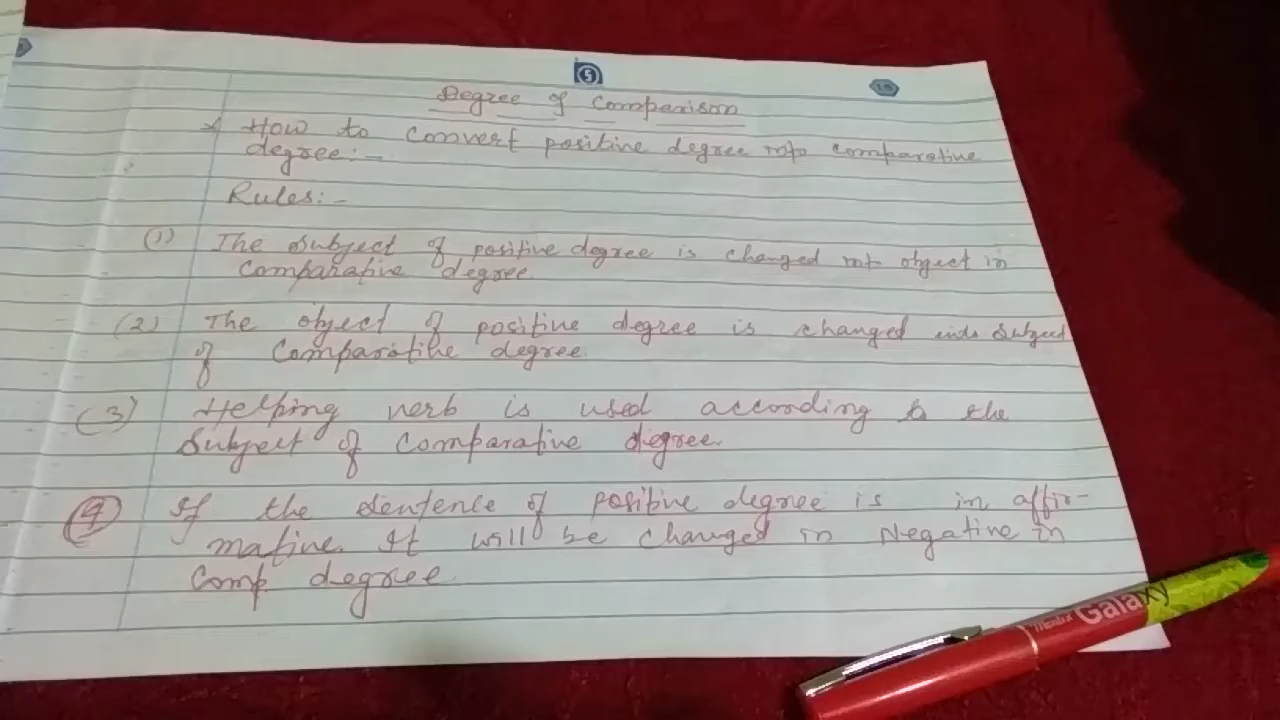 Degree of Comparison
How to convert positive degree into comparative
degree:-
Rules:-
(1) The subject of positive degree is changed int object in
Comparative degree.
(2) The object of positive degree is changed into subject
of Comparative degree.
(3) Helping verb is used according to the
Subject of comparative degree.
(4) If the sentence of positive degree is in affir-
mative. It will be changed in Negative in
Comp degree
Galaxy